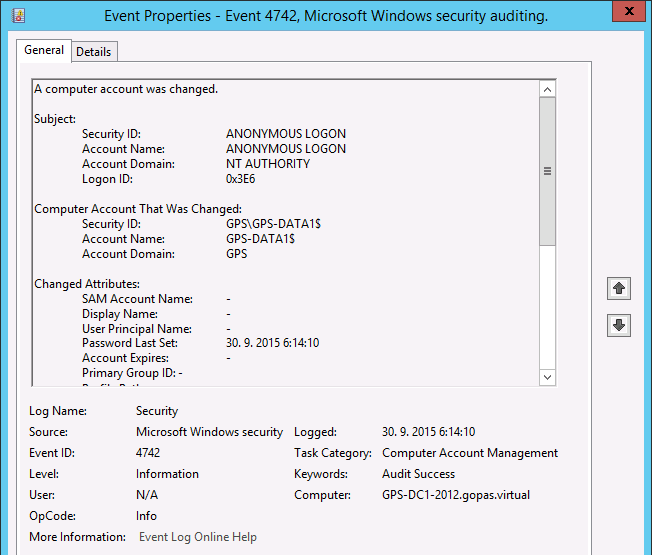 Event Properties - Event 4742, Microsoft Windows security auditing.
x
General Details
A computer account was changed.
Subject:
Security ID: ANONYMOUS LOGON
Account Name: ANONYMOUS LOGON
Account Domain: NT AUTHORITY
Logon ID: 0x3E6
Computer Account That Was Changed:
Security ID: GPS\GPS-DATA1$
Account Name: GPS-DATA1$
Account Domain: GPS
Changed Attributes:
SAM Account Name: -
Display Name: -
User Principal Name: -
Password Last Set: 30. 9. 2015 6:14:10
Account Expires: -
Primary Group ID: -
Log Name: Security
Source: Microsoft Windows security Logged: 30. 9. 2015 6:14:10
Event ID: 4742 Task Category: Computer Account Management
Level: Information Keywords: Audit Success
User: N/A Computer: GPS-DC1-2012.gopas.virtual
OpCode: Info
More Information: Event Log Online Help